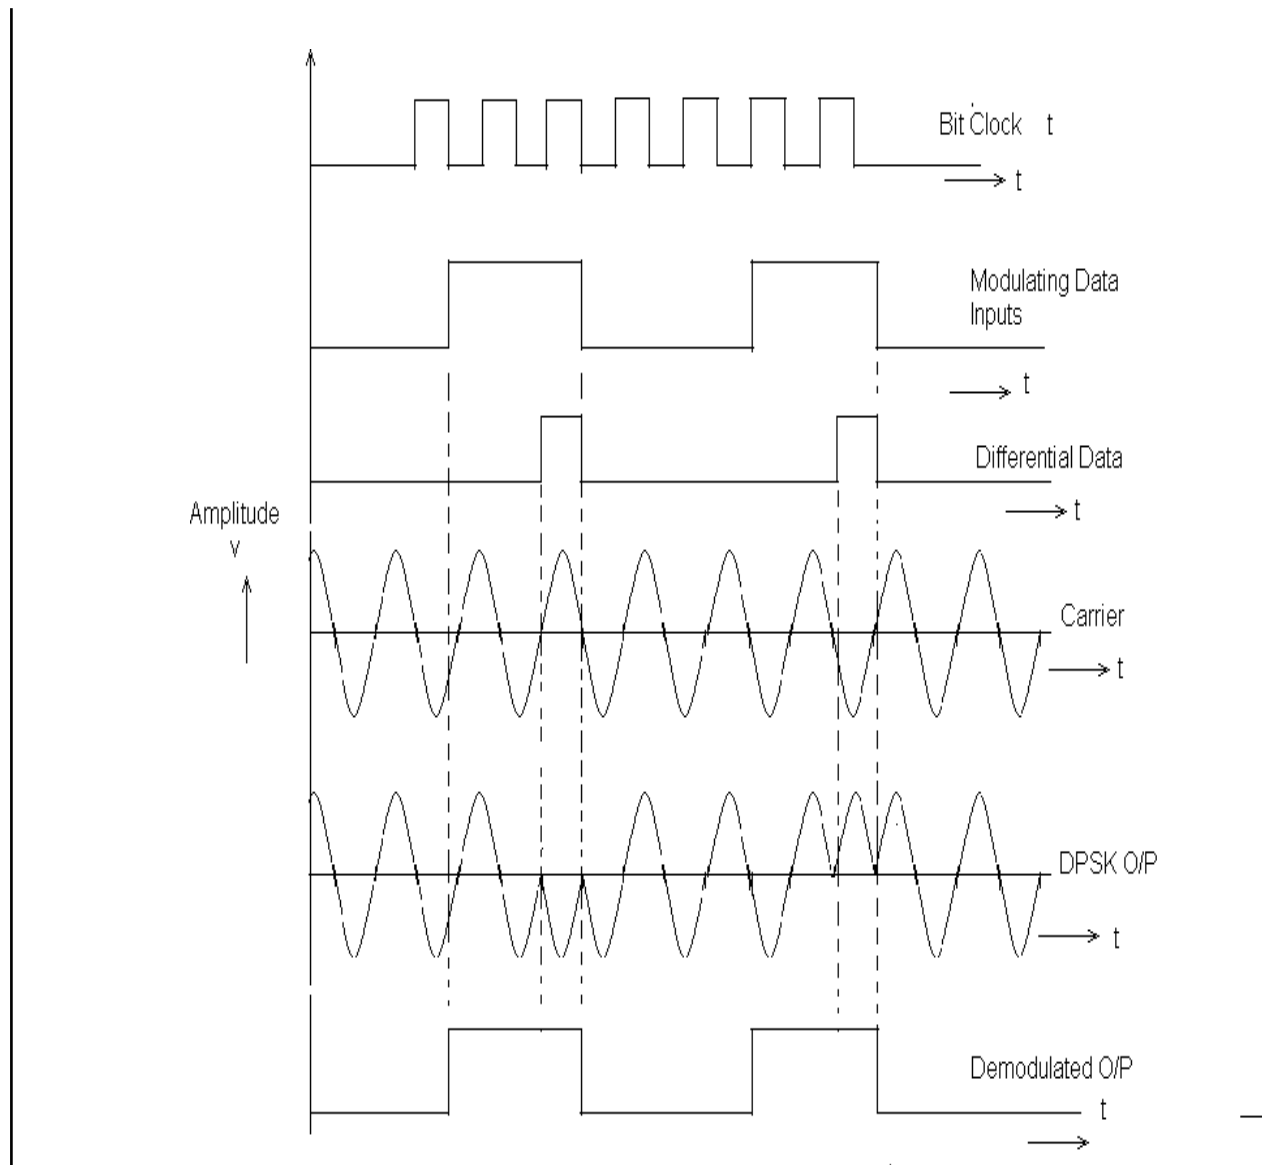 Bit Clock t
t
Modulating Data
Inputs
t
Differential Data
t
Amplitude
v
Carrier
t
DPSK O/P
t
Demodulated O/P
t